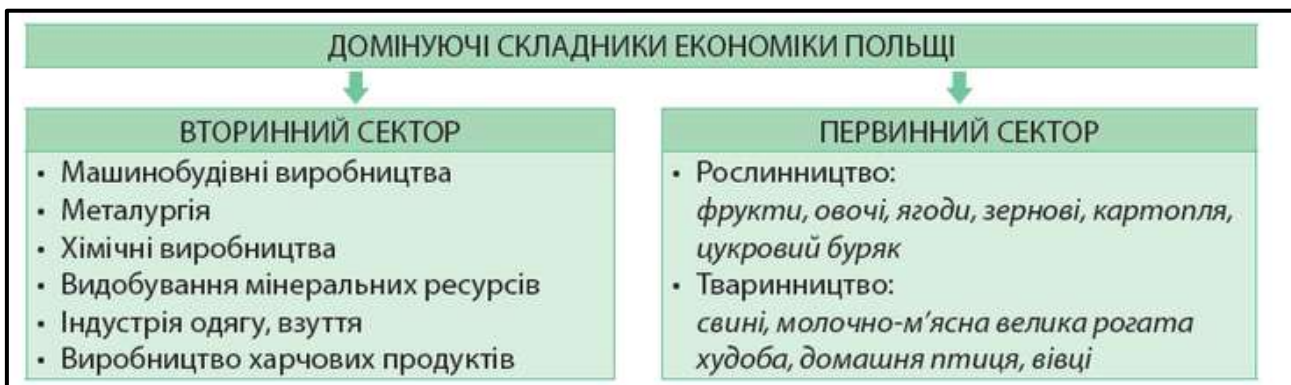 ДОМІНУЮЧІ СКЛАДНИКИ ЕКОНОМІКИ ПОЛЬЩІ
ВТОРИННИЙ СЕКТОР
• Машинобудівні виробництва
• Металургія
• Хімічні виробництва
• Видобування мінеральних ресурсів
• Індустрія одягу, взуття
• Виробництво харчових продуктів
ПЕРВИННИЙ СЕКТОР
• Рослинництво:
фрукти, овочі, ягоди, зернові, картопля,
цукровий буряк
• Тваринництво:
свині, молочно-м’ясна велика рогата
худоба, домашня птиця, вівці